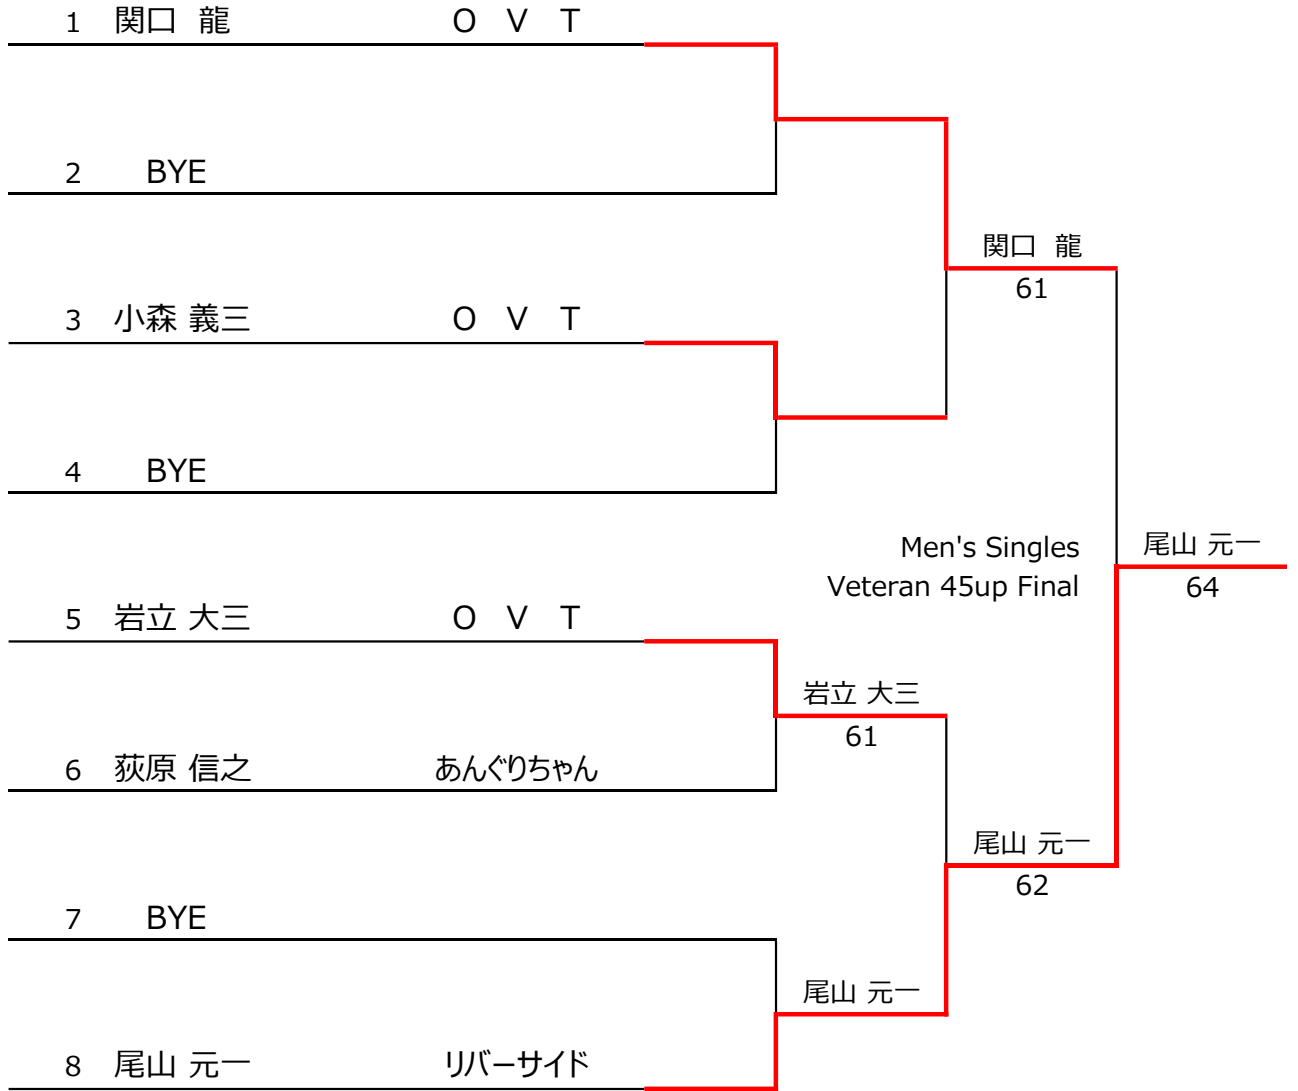 1 関口 龍 O V T
2 BYE
関口 龍
61
3 小森 義三 O V T
4 BYE
Men's Singles
Veteran 45up Final
尾山 元一
64
5 岩立 大三 O V T
岩立 大三
61
6 荻原 信之 あんぐりちゃん
尾山 元一
62
7 BYE
尾山 元一
8 尾山 元一 リバーサイド